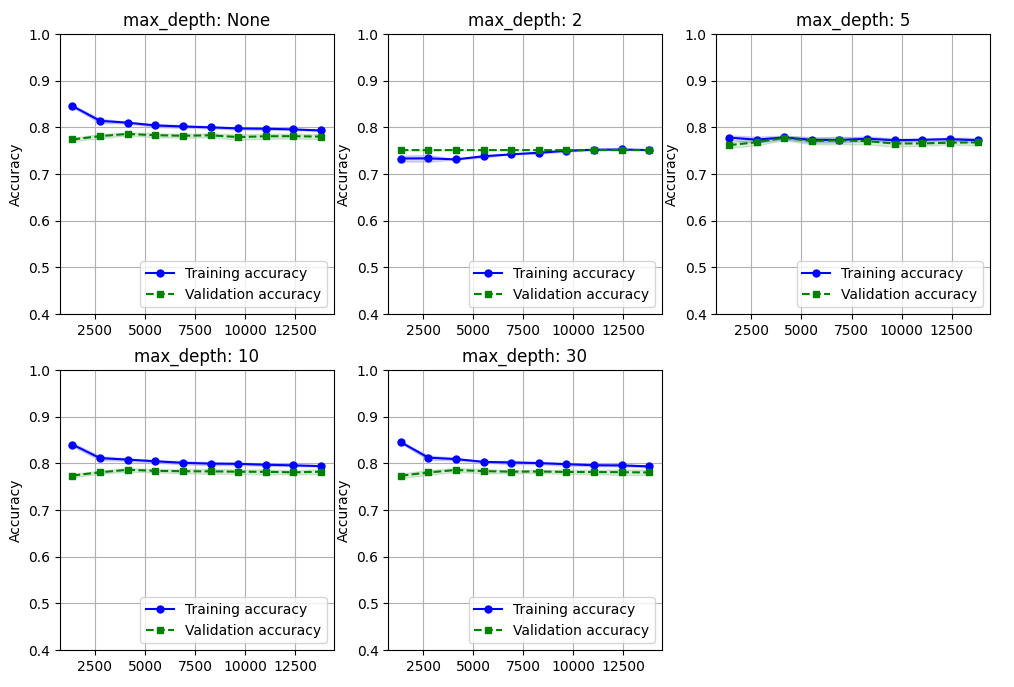 max_depth: None
1.0
0.9
0.8
0.7
0.6
0.5
0.4
Accuracy
Training accuracy
Validation accuracy
2500 5000 7500 10000 12500
max_depth: 2
1.0
0.9
0.8
0.7
0.6
0.5
0.4
Accuracy
Training accuracy
Validation accuracy
2500 5000 7500 10000 12500
max_depth: 5
1.0
0.9
0.8
0.7
0.6
0.5
0.4
Accuracy
Training accuracy
Validation accuracy
2500 5000 7500 10000 12500
max_depth: 10
1.0
0.9
0.8
0.7
0.6
0.5
0.4
Accuracy
Training accuracy
Validation accuracy
2500 5000 7500 10000 12500
max_depth: 30
1.0
0.9
0.8
0.7
0.6
0.5
0.4
Accuracy
Training accuracy
Validation accuracy
2500 5000 7500 10000 12500